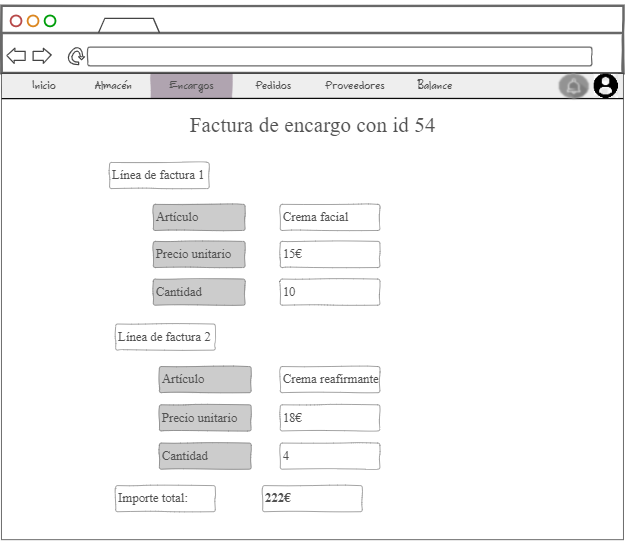 Inicio Almacén Encargos Pedidos Proveedores Balance
Factura de encargo con id 54
Línea de factura 1
Artículo Crema facial
Precio unitario 15€
Cantidad 10
Línea de factura 2
Artículo Crema reafirmante
Precio unitario 18€
Cantidad 4
Importe total: 222€